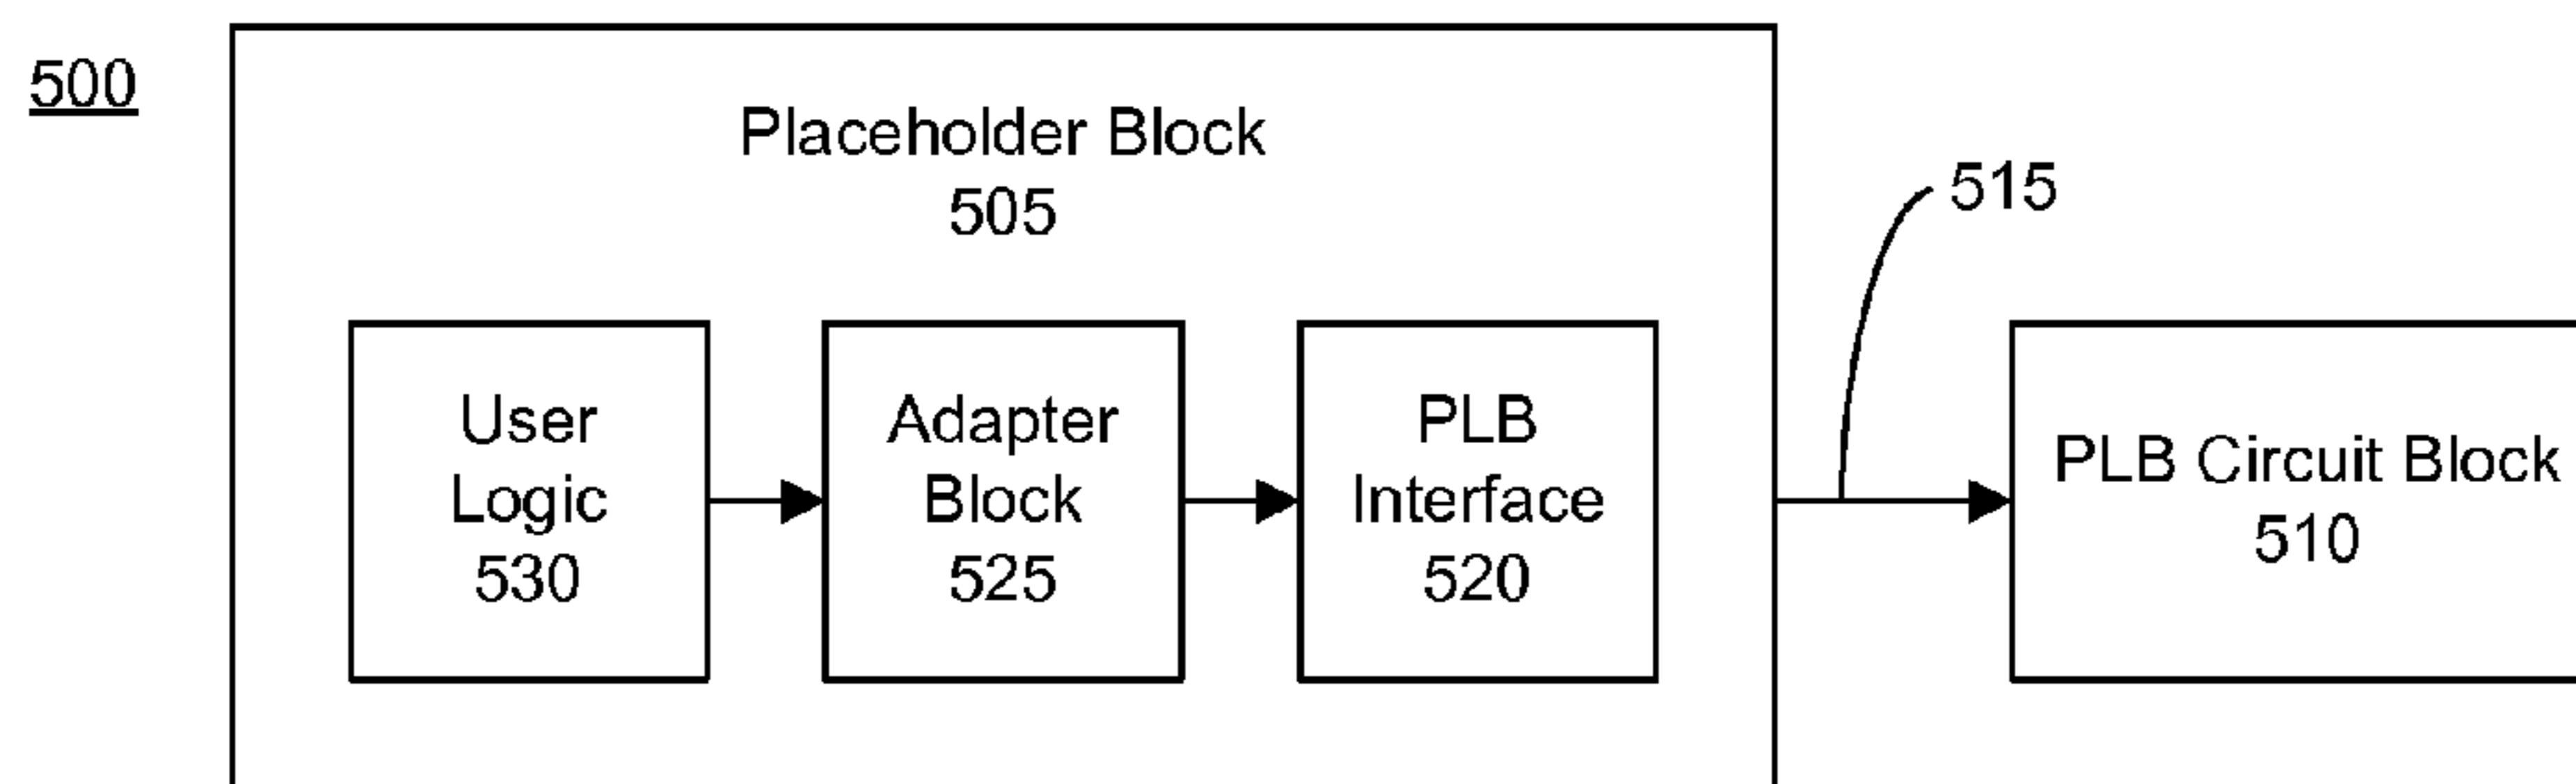 500
Placeholder Block
505
515
User
Logic
530
Adapter
Block
525
PLB
Interface
520
PLB Circuit Block
510